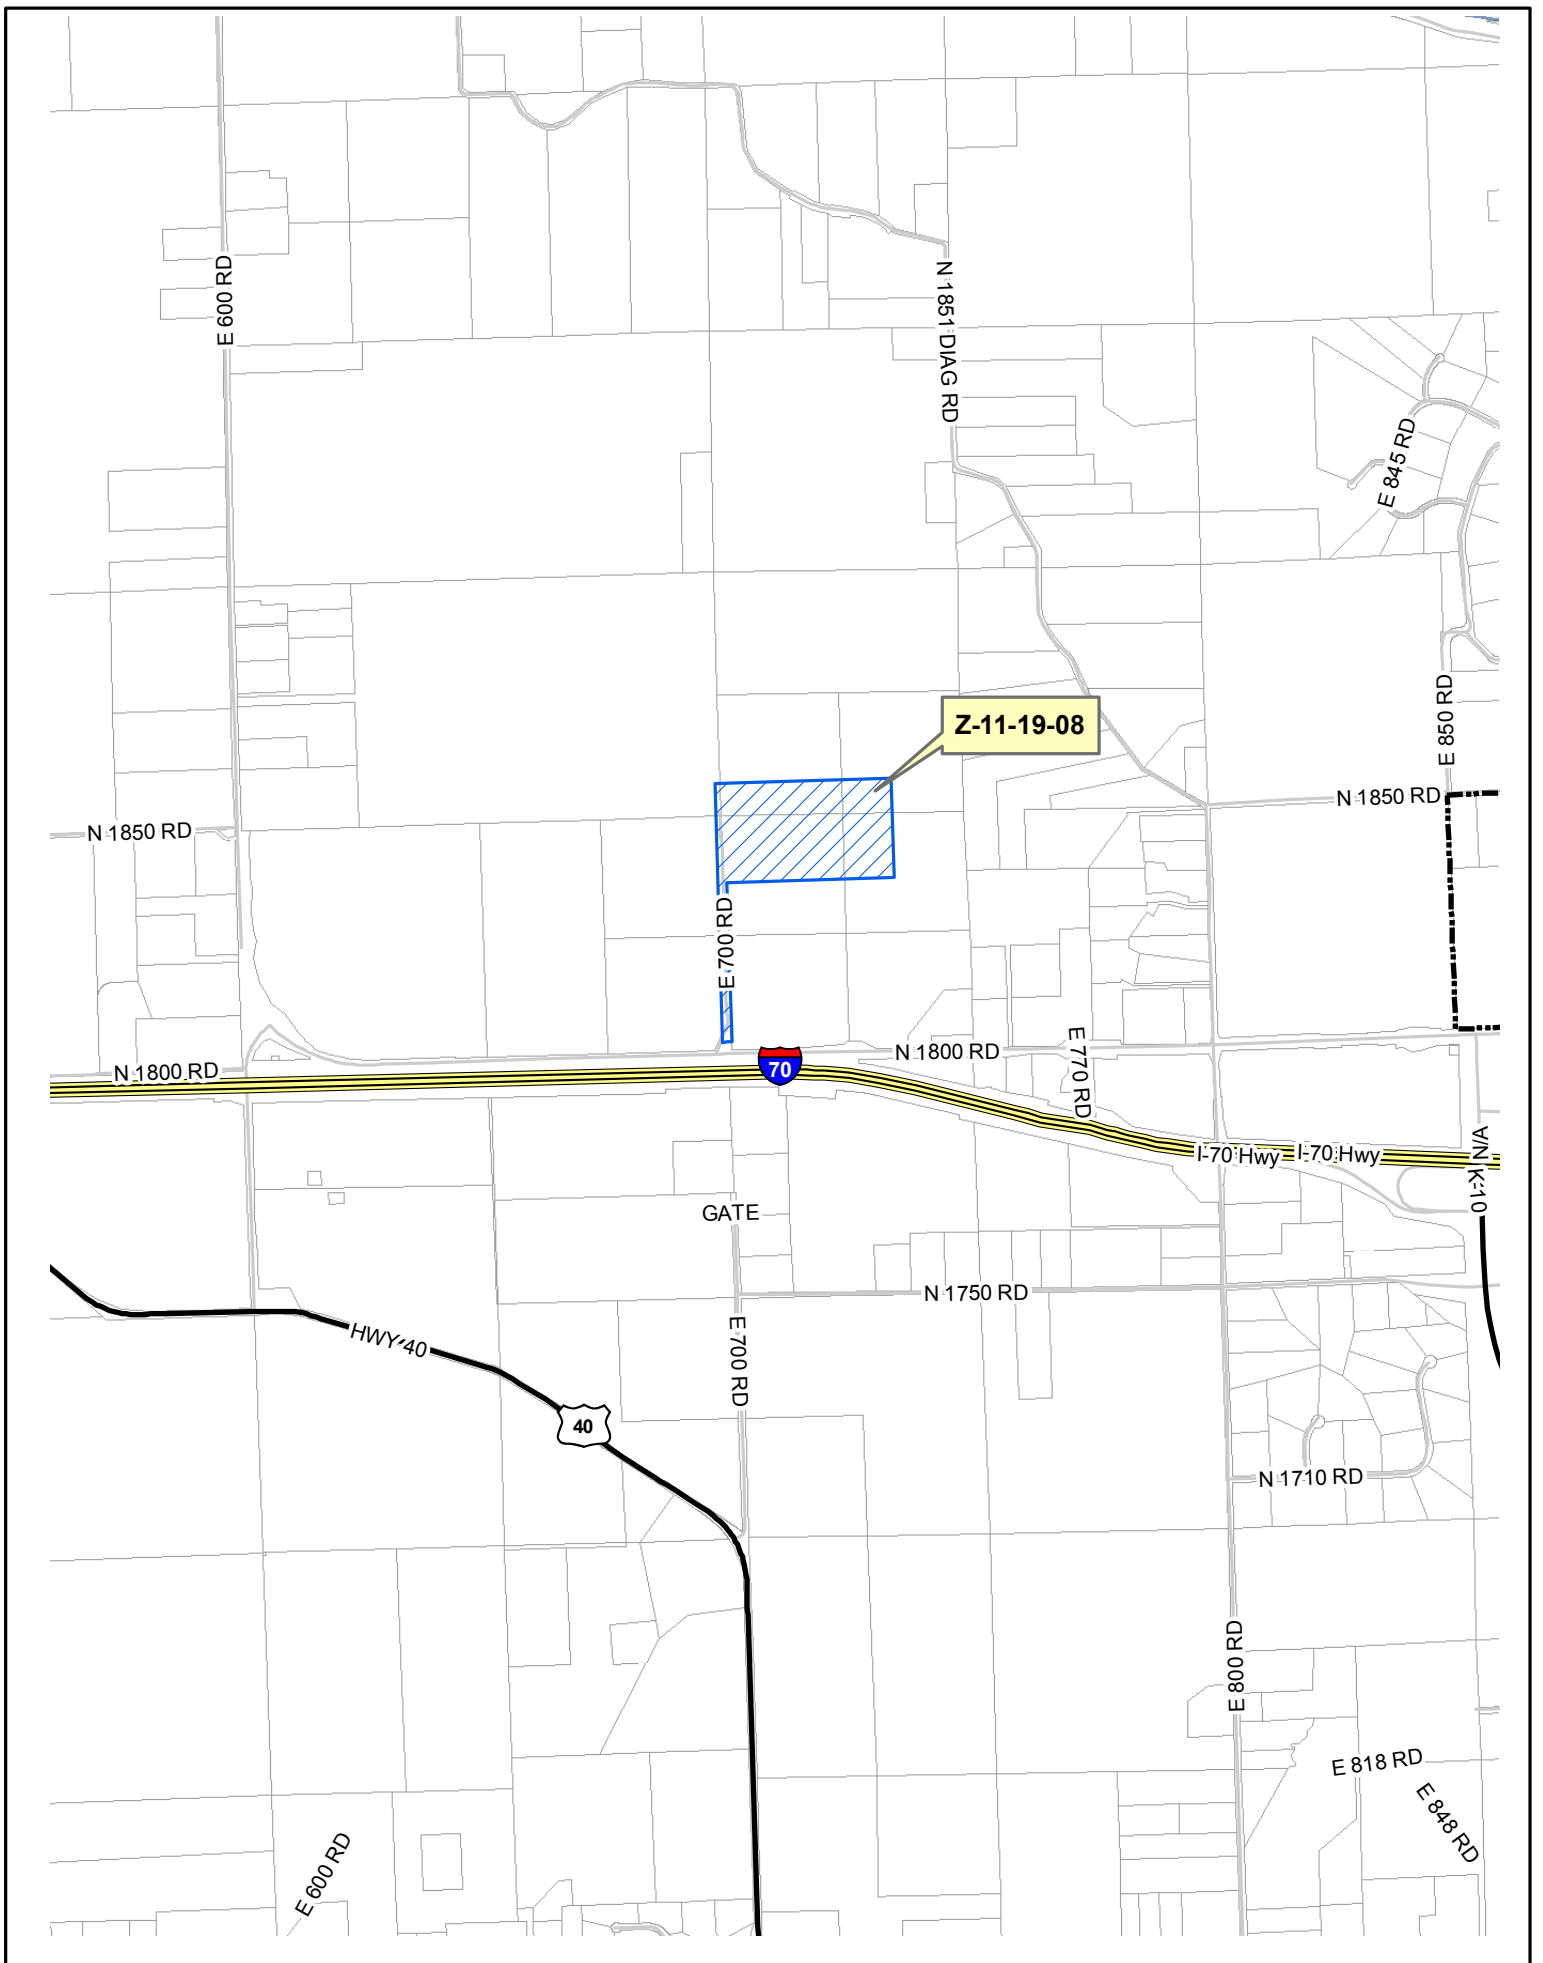 E 600 RD
N 1851 DIAG RD
E 845 RD
E 850 RD
Z-11-19-08
N 1850 RD
N 1850 RD
E 700 RD
N 1800 RD
E 770 RD
N 1800 RD
70
I-70 Hwy
I-70 Hwy
GATE
N 1750 RD
HWY 40
E 700 RD
40
N 1710 RD
E 800 RD
E 818 RD
E 848 RD
E 600 RD